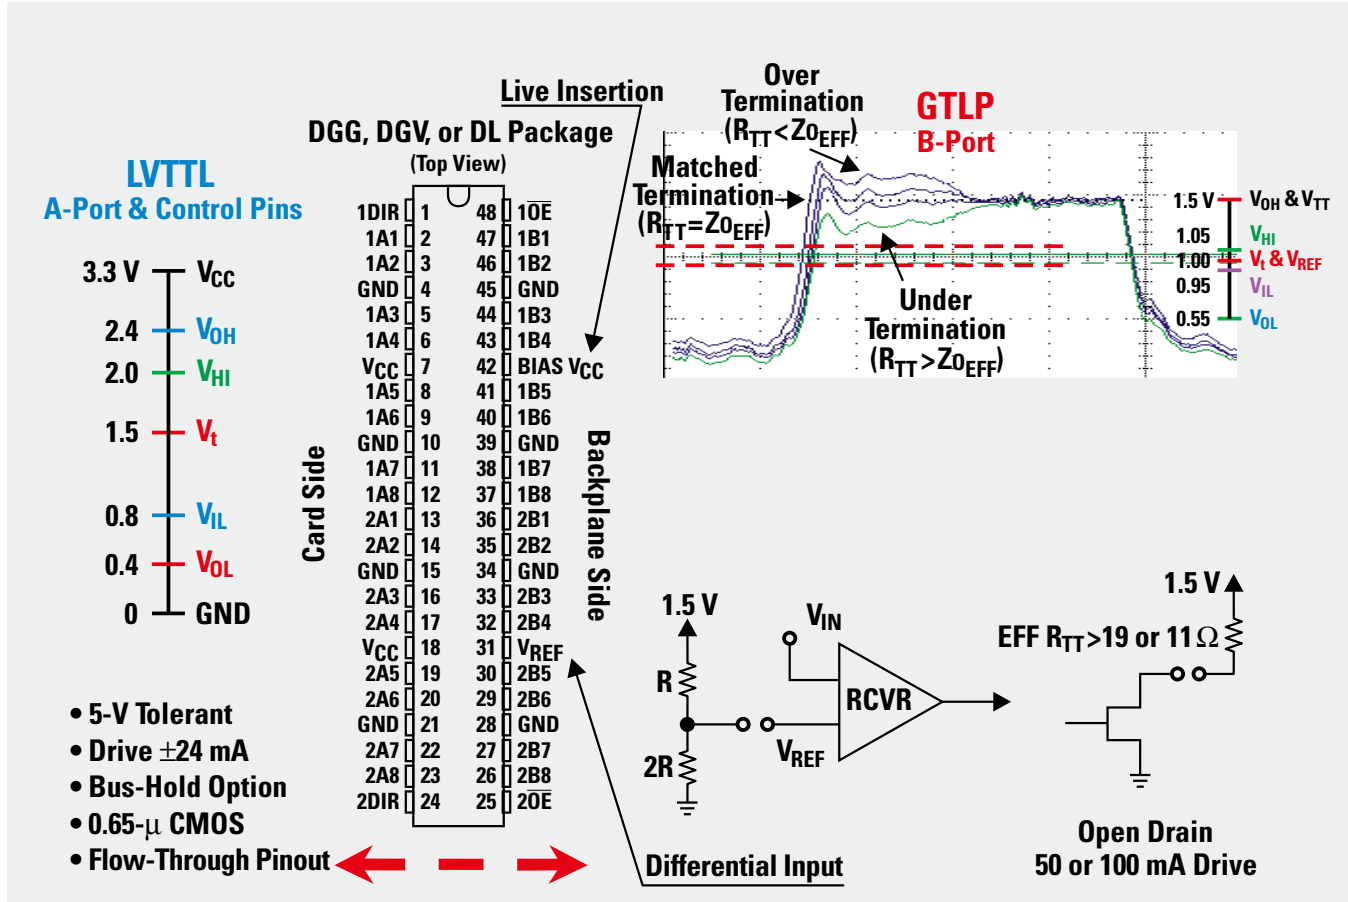 Live Insertion
DGG, DGV, or DL Package
(Top View)
LVTTL
A-Port & Control Pins
3.3 V VCC
2.4 VOH
2.0 VHI
1.5 Vt
0.8 VIL
0.4 VOL
0 GND
Card Side
1DIR 1 48 1O̅E̅
1A1 2 47 1B1
1A2 3 46 1B2
GND 4 45 GND
1A3 5 44 1B3
1A4 6 43 1B4
VCC 7 42 BIAS VCC
1A5 8 41 1B5
1A6 9 40 1B6
GND 10 39 GND
1A7 11 38 1B7
1A8 12 37 1B8
2A1 13 36 2B1
2A2 14 35 2B2
GND 15 34 GND
2A3 16 33 2B3
2A4 17 32 2B4
VCC 18 31 VREF
2A5 19 30 2B5
2A6 20 29 2B6
GND 21 28 GND
2A7 22 27 2B7
2A8 23 26 2B8
2DIR 24 25 2O̅E̅
Backplane Side
• 5-V Tolerant
• Drive ±24 mA
• Bus-Hold Option
• 0.65-μ CMOS
• Flow-Through Pinout
Differential Input
Over
Termination
(RTT<Z0EFF)
GTLP
B-Port
Matched
Termination
(RTT=Z0EFF)
Under
Termination
(RTT>Z0EFF)
1.5 V VOH & VTT
1.05 VHI
1.00 Vt & VREF
0.95 VIL
0.55 VOL
1.5 V
R
2R
VIN
VREF
RCVR
1.5 V
EFF RTT>19 or 11 Ω
Open Drain
50 or 100 mA Drive